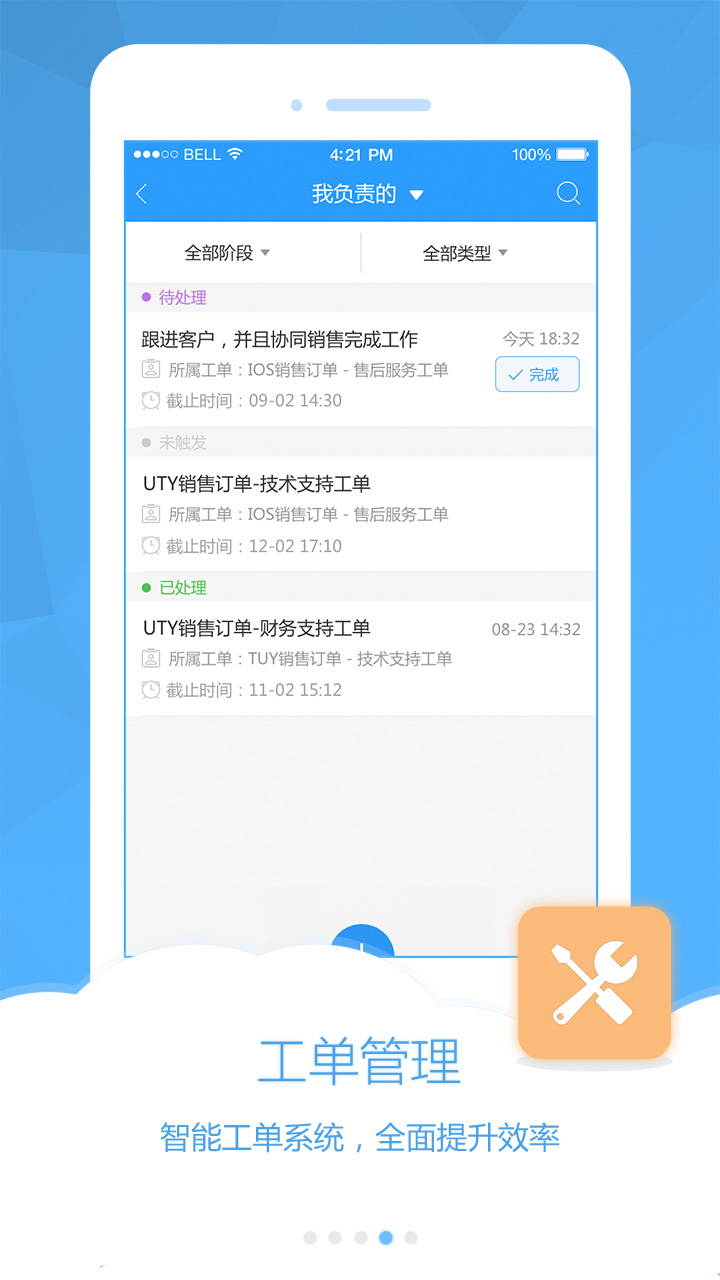 BELL 4:21 PM 100%
我负责的
全部阶段 全部类型
待处理
跟进客户，并且协同销售完成工作 今天 18:32
所属工单：IOS销售订单 - 售后服务工单
完成
截止时间：09-02 14:30
未触发
UTY销售订单-技术支持工单
所属工单：IOS销售订单 - 售后服务工单
截止时间：12-02 17:10
已处理
UTY销售订单-财务支持工单 08-23 14:32
所属工单：TUY销售订单 - 技术支持工单
截止时间：11-02 15:12
工单管理
智能工单系统，全面提升效率